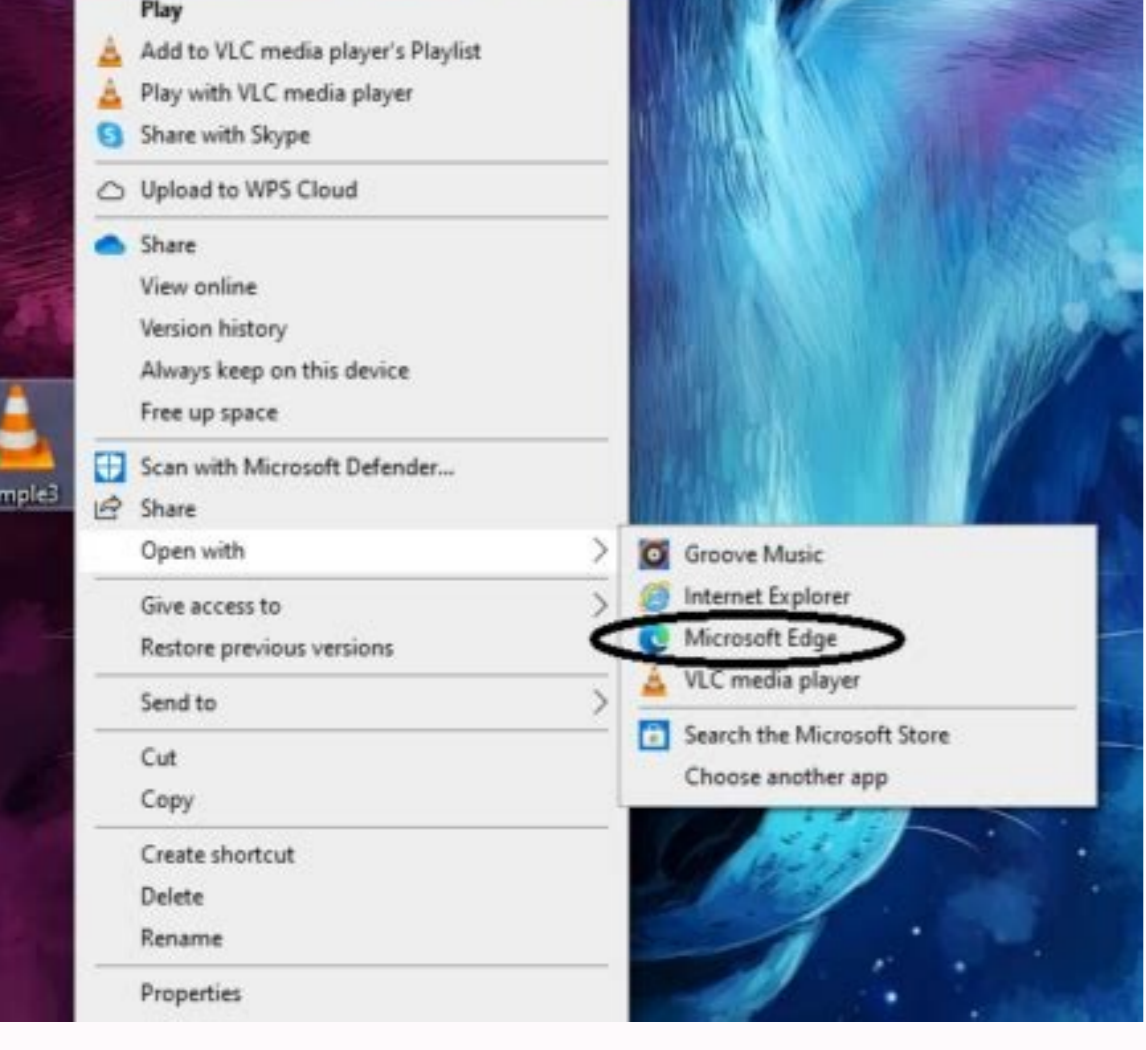 Play
Add to VLC media player's Playlist
Play with VLC media player
Share with Skype
Upload to WPS Cloud
Share
View online
Version history
Always keep on this device
Free up space
Scan with Microsoft Defender...
mple3
Share
Open with
Groove Music
Internet Explorer
Microsoft Edge
VLC media player
Search the Microsoft Store
Choose another app
Give access to
Restore previous versions
Send to
Cut
Copy
Create shortcut
Delete
Rename
Properties